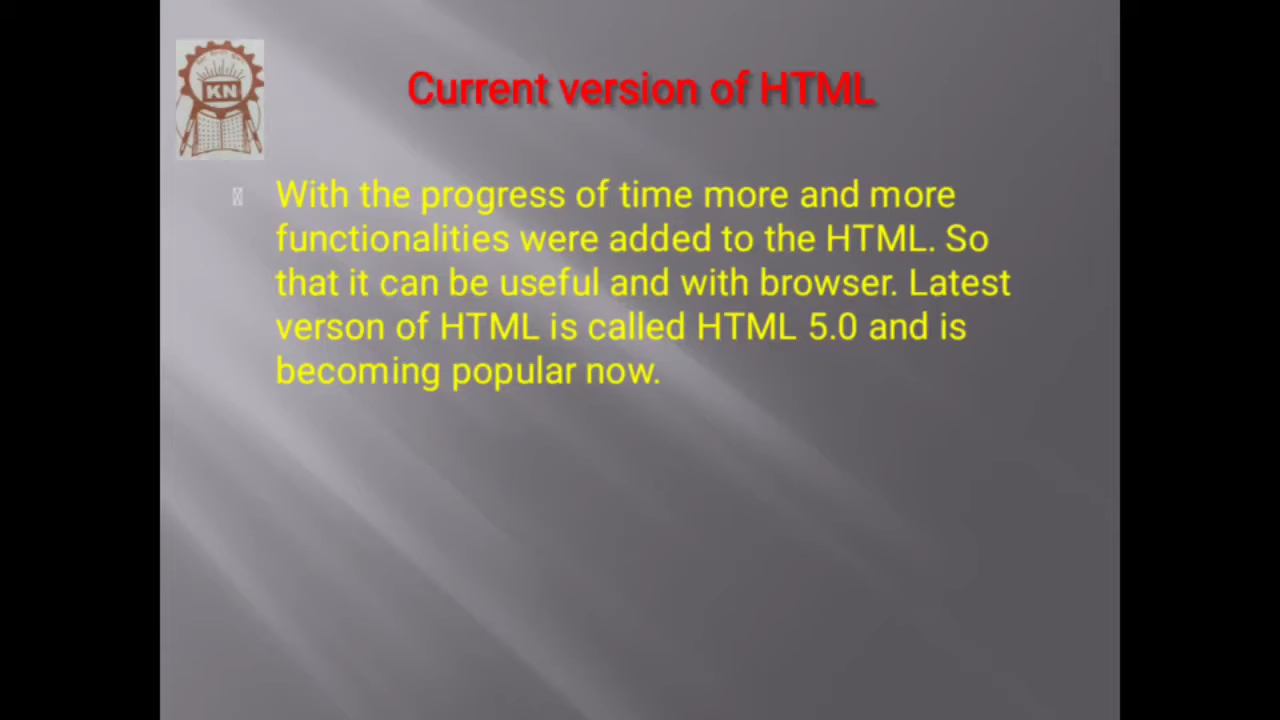 KN
Current version of HTML
With the progress of time more and more
functionalities were added to the HTML. So
that it can be useful and with browser. Latest
verson of HTML is called HTML 5.0 and is
becoming popular now.